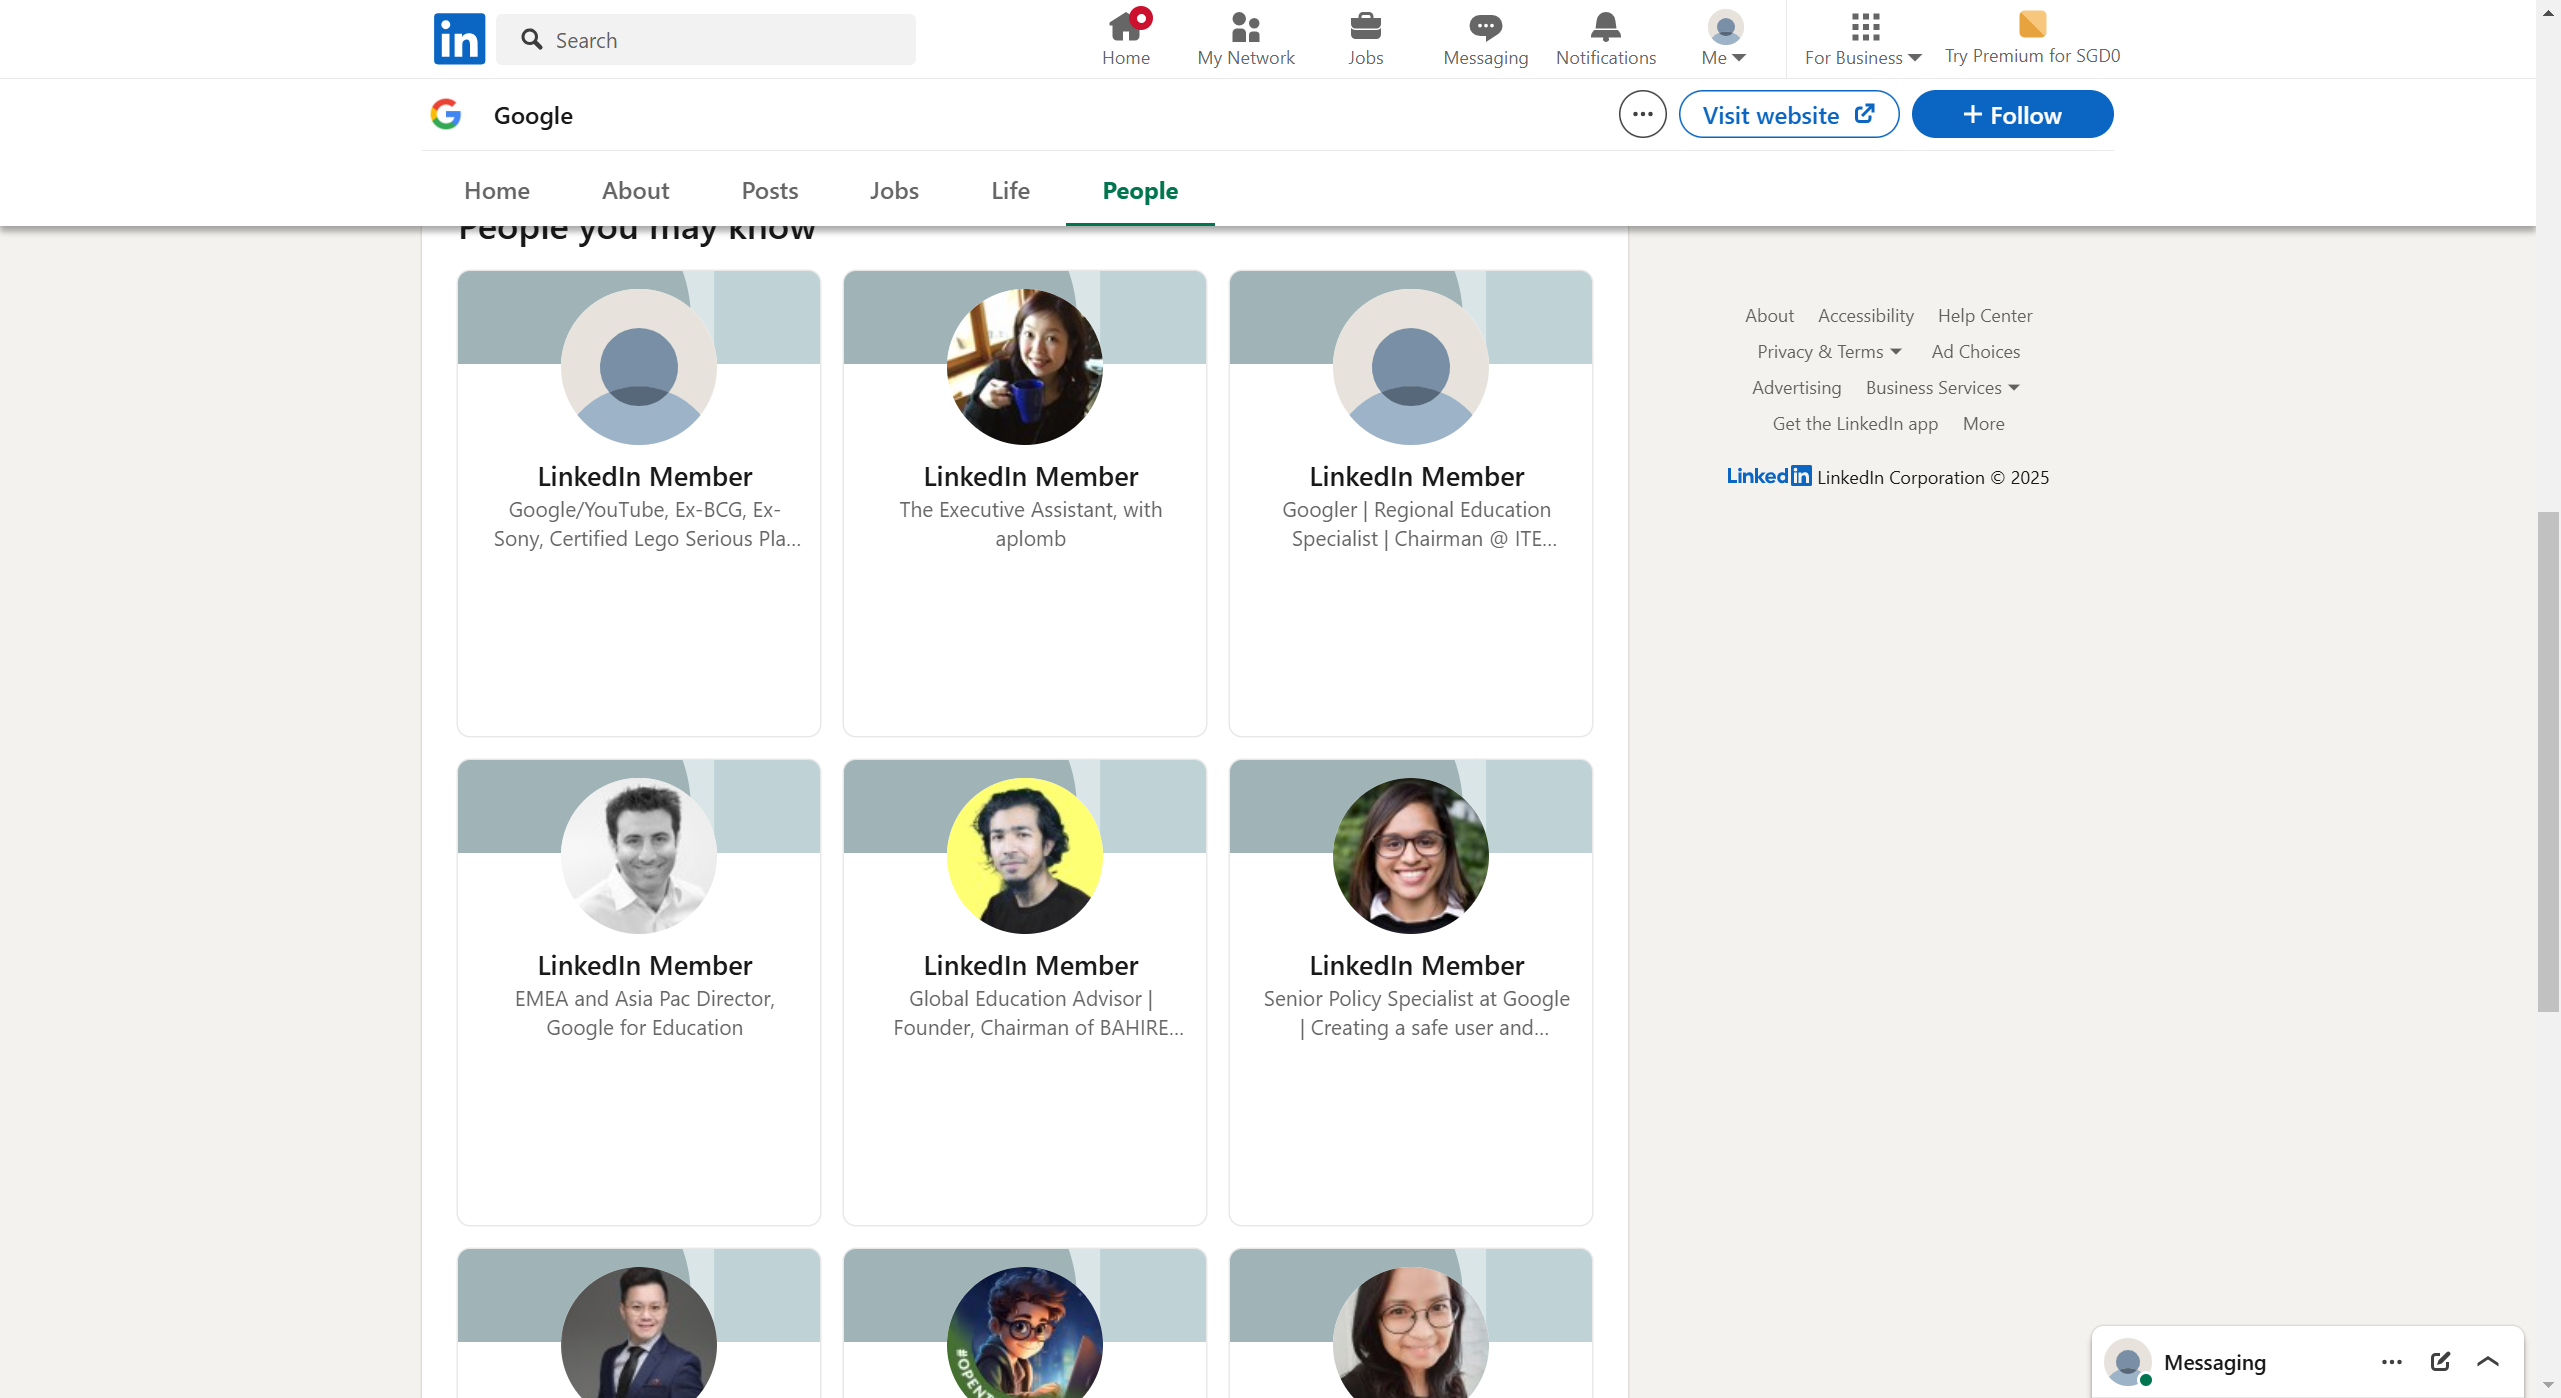 in
Search
Home
My Network
Jobs
Messaging
Notifications
Me
For Business
Try Premium for SGD0
Google
Visit website
Follow
Home
About
Posts
Jobs
Life
People
People you may know
LinkedIn Member
Google/YouTube, Ex-BCG, Ex-
Sony, Certified Lego Serious Pla...
LinkedIn Member
The Executive Assistant, with
aplomb
LinkedIn Member
Googler | Regional Education
Specialist | Chairman @ ITE...
LinkedIn Member
EMEA and Asia Pac Director,
Google for Education
LinkedIn Member
Global Education Advisor |
Founder, Chairman of BAHIRE...
LinkedIn Member
Senior Policy Specialist at Google
| Creating a safe user and...
#OPENT
About Accessibility Help Center
Privacy & Terms Ad Choices
Advertising Business Services
Get the LinkedIn app More
LinkedIn LinkedIn Corporation © 2025
Messaging